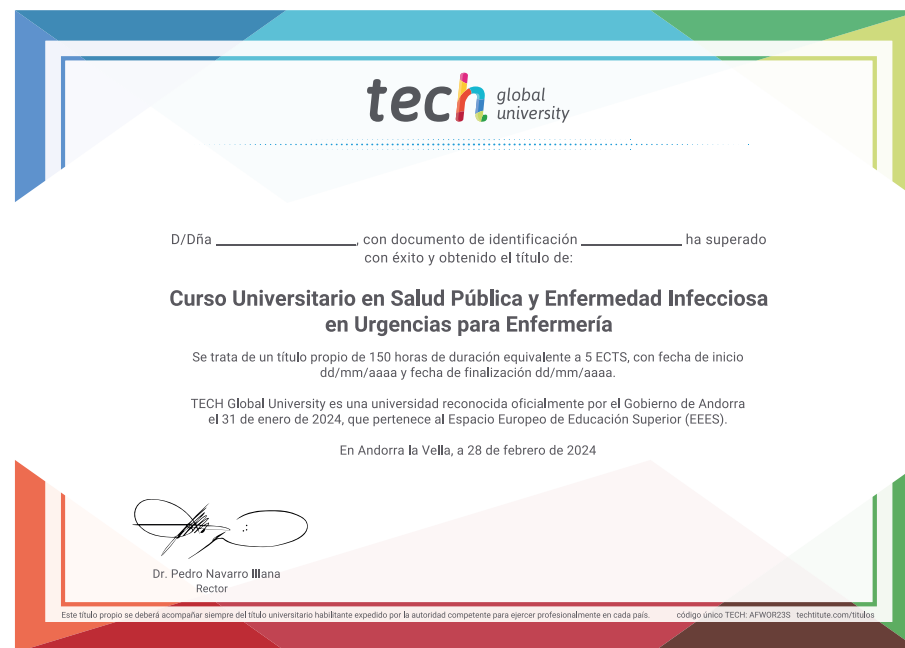 tech global
university
D/Dña ______________, con documento de identificación __________ ha superado
con éxito y obtenido el título de:
Curso Universitario en Salud Pública y Enfermedad Infecciosa
en Urgencias para Enfermería
Se trata de un título propio de 150 horas de duración equivalente a 5 ECTS, con fecha de inicio
dd/mm/aaaa y fecha de finalización dd/mm/aaaa.
TECH Global University es una universidad reconocida oficialmente por el Gobierno de Andorra
el 31 de enero de 2024, que pertenece al Espacio Europeo de Educación Superior (EEES).
En Andorra la Vella, a 28 de febrero de 2024
Dr. Pedro Navarro Illana
Rector
Este título propio se deberá acompañar siempre del título universitario habilitante expedido por la autoridad competente para ejercer profesionalmente en cada país. código único TECH: AFWOR23S techtitute.com/titulos